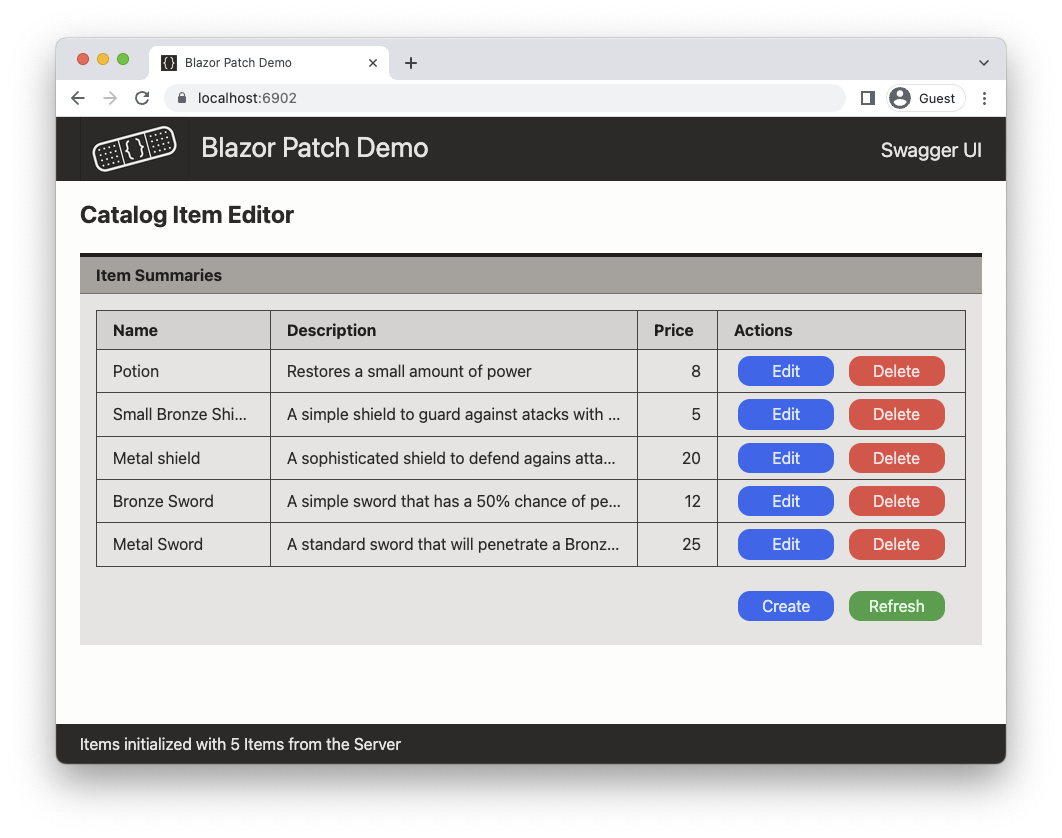 {} Blazor Patch Demo
localhost:6902 Guest
{} Blazor Patch Demo Swagger UI
Catalog Item Editor
Item Summaries
Name Description Price Actions
Potion Restores a small amount of power 8 Edit Delete
Small Bronze Shi... A simple shield to guard against atacks with ... 5 Edit Delete
Metal shield A sophisticated shield to defend agains atta... 20 Edit Delete
Bronze Sword A simple sword that has a 50% chance of pe... 12 Edit Delete
Metal Sword A standard sword that will penetrate a Bronz... 25 Edit Delete
Create Refresh
Items initialized with 5 Items from the Server